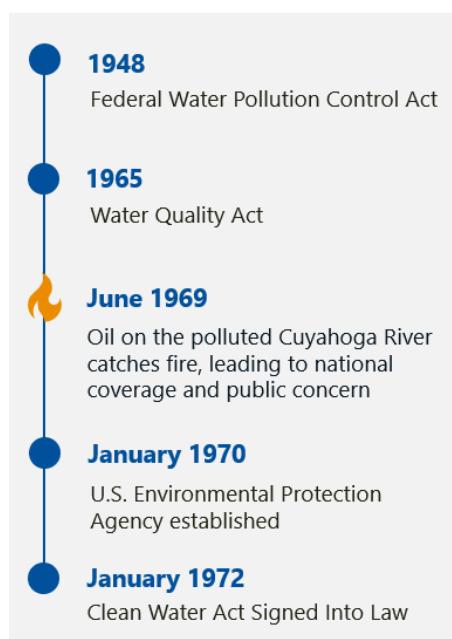 1948
Federal Water Pollution Control Act
1965
Water Quality Act
June 1969
Oil on the polluted Cuyahoga River
catches fire, leading to national
coverage and public concern
January 1970
U.S. Environmental Protection
Agency established
January 1972
Clean Water Act Signed Into Law